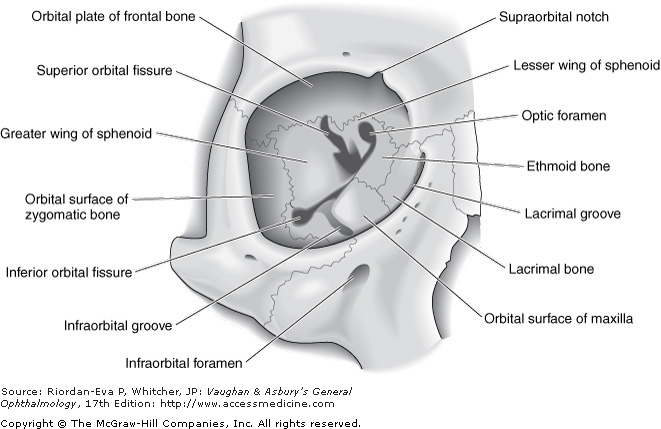 Orbital plate of frontal bone
Supraorbital notch
Superior orbital fissure
Lesser wing of sphenoid
Optic foramen
Greater wing of sphenoid
Ethmoid bone
Orbital surface of
zygomatic bone
Lacrimal groove
Inferior orbital fissure
Lacrimal bone
Infraorbital groove
Orbital surface of maxilla
Infraorbital foramen
Source: Riordan-Eva P, Whitcher, JP: Vaughan & Asbury's General
Ophthalmology, 17th Edition: http://www.accessmedicine.com
Copyright © The McGraw-Hill Companies, Inc. All rights reserved.